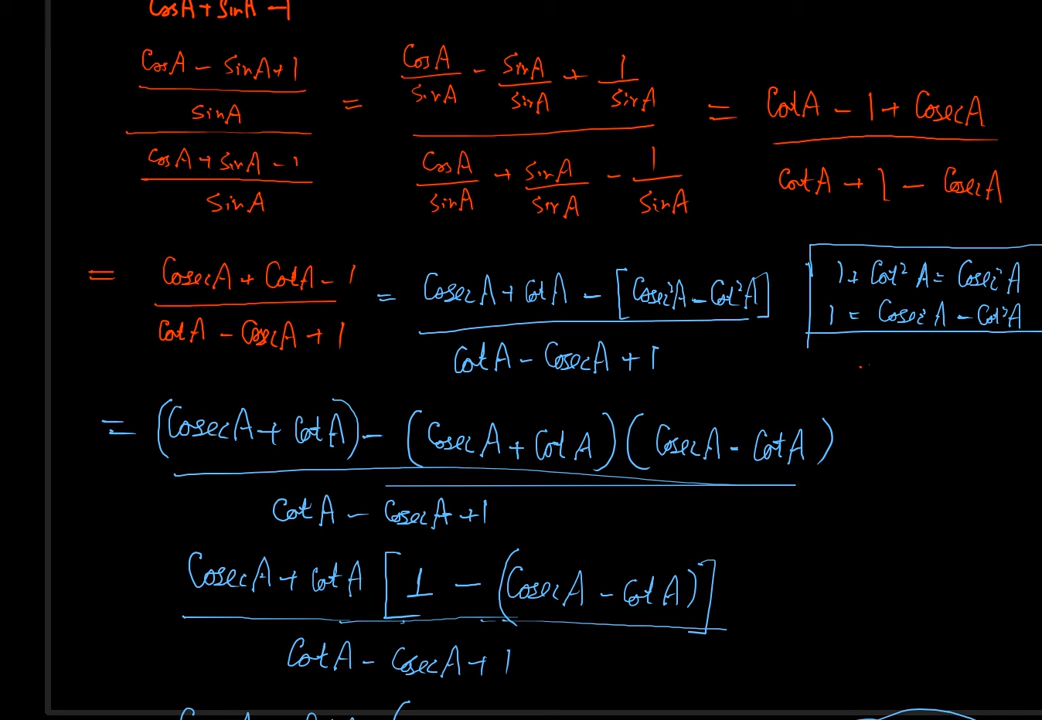 CosA + SinA - 1
CosA - SinA + 1 / SinA / CosA + SinA - 1 / SinA = CosA/SinA - SinA/SinA + 1/SinA / CosA/SinA + SinA/SinA - 1/SinA = CotA - 1 + CosecA / CotA + 1 - CosecA
= CosecA + CotA - 1 / CotA - CosecA + 1 = CosecA + CotA - [Cosec²A - Cot²A] / CotA - CosecA + 1
1 + Cot²A = Cosec²A
1 = Cosec²A - Cot²A
= (CosecA + CotA) - (CosecA + CotA)(CosecA - CotA)
CotA - CosecA + 1
CosecA + CotA [1 - (CosecA - CotA)]
CotA - CosecA + 1